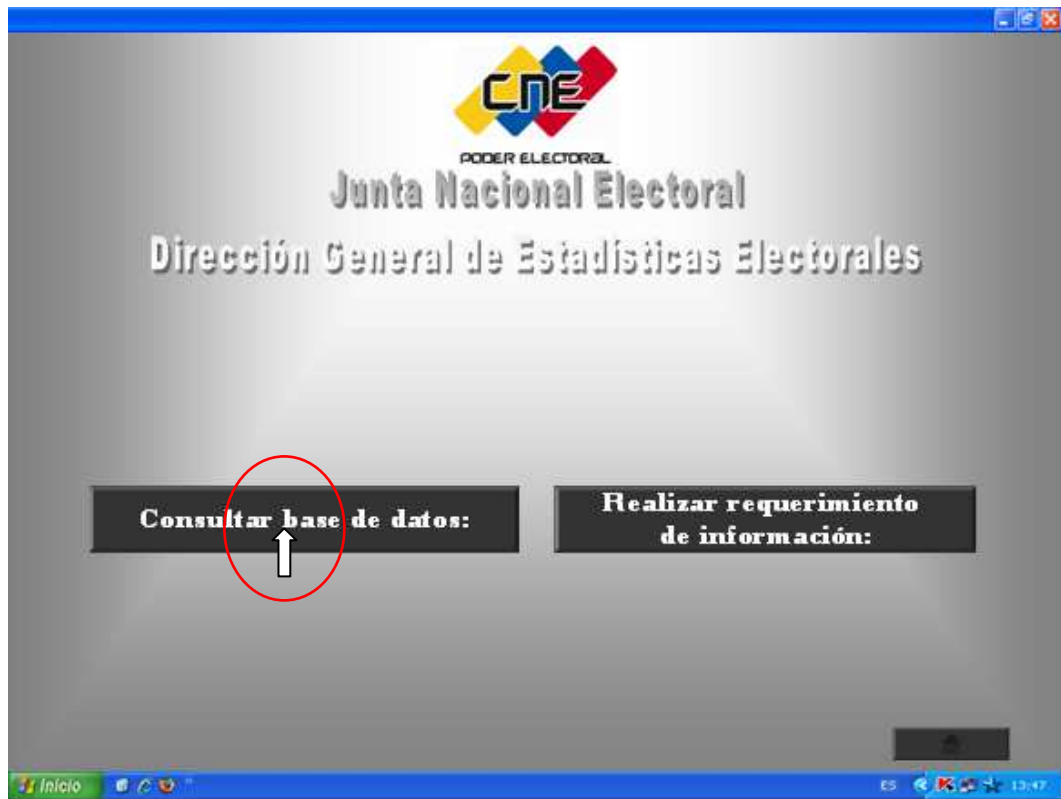 CNE
PODER ELECTORAL
Junta Nacional Electoral
Dirección General de Estadísticas Electorales
Consultar base de datos:
Realizar requerimiento
de información:
Inicio
ES
13:47